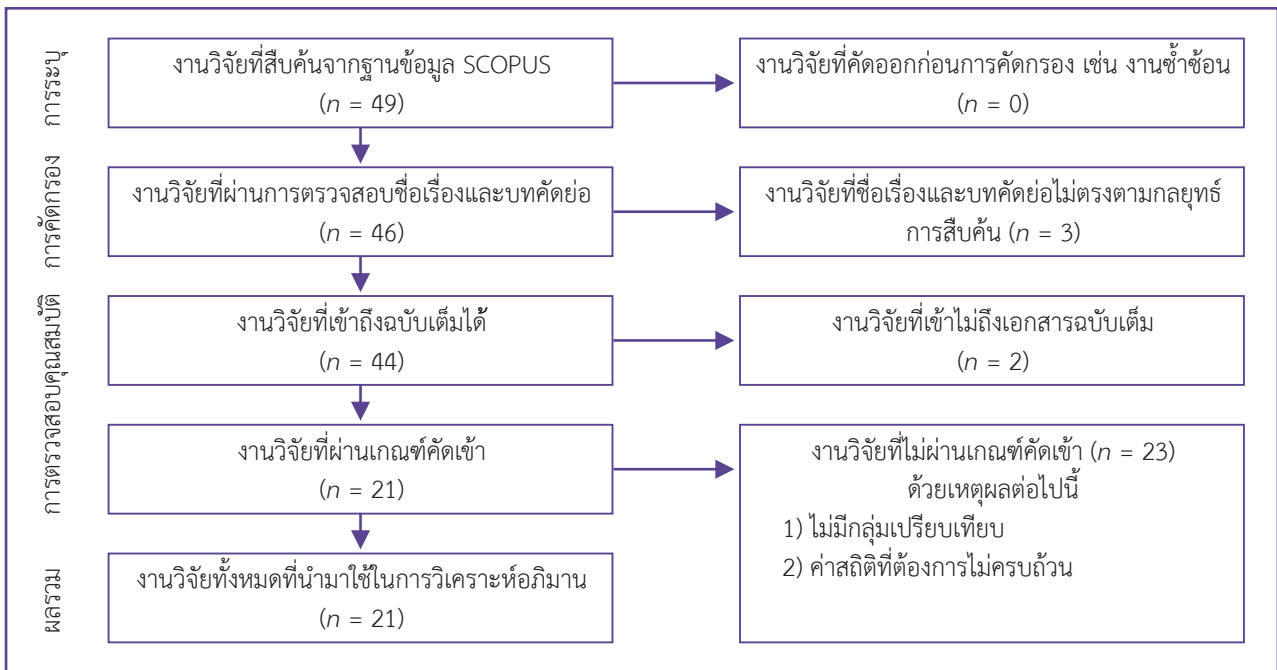 การระบุ
งานวิจัยที่สืบค้นจากฐานข้อมูล SCOPUS
(n = 49)
งานวิจัยที่คัดออกก่อนการคัดกรอง เช่น งานซ้ำซ้อน
(n = 0)
การคัดกรอง
งานวิจัยที่ผ่านการตรวจสอบชื่อเรื่องและบทคัดย่อ
(n = 46)
งานวิจัยที่ชื่อเรื่องและบทคัดย่อไม่ตรงตามกลยุทธ์
การสืบค้น (n = 3)
การตรวจสอบคุณสมบัติ
งานวิจัยที่เข้าถึงฉบับเต็มได้
(n = 44)
งานวิจัยที่เข้าไม่ถึงเอกสารฉบับเต็ม
(n = 2)
งานวิจัยที่ผ่านเกณฑ์คัดเข้า
(n = 21)
งานวิจัยที่ไม่ผ่านเกณฑ์คัดเข้า (n = 23)
ด้วยเหตุผลต่อไปนี้
1) ไม่มีกลุ่มเปรียบเทียบ
2) ค่าสถิติที่ต้องการไม่ครบถ้วน
ผลรวม
งานวิจัยทั้งหมดที่นำมาใช้ในการวิเคราะห์อภิมาน
(n = 21)